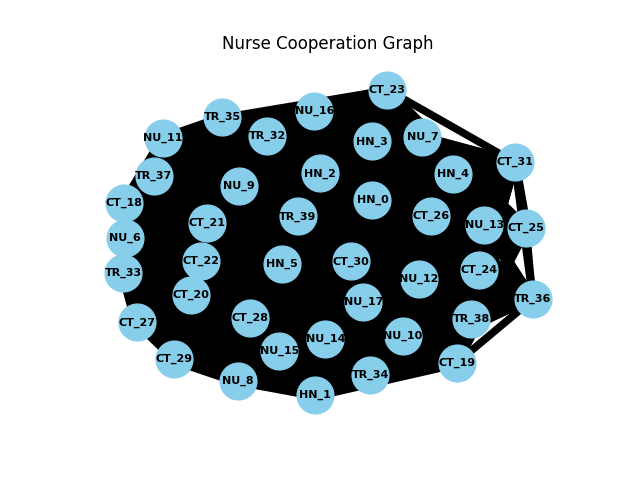 Nurse Cooperation Graph
CT_23
NU_16
TR_35
TR_32
NU_11
HN_3
NU_7
CT_31
HN_2
HN_4
TR_37
NU_9
HN_0
CT_18
TR_39
CT_26
CT_21
NU_13
CT_25
NU_6
CT_22
HN_5
CT_30
CT_24
TR_33
NU_12
CT_20
TR_36
NU_17
CT_28
TR_38
CT_27
NU_10
NU_14
NU_15
CT_29
CT_19
TR_34
NU_8
HN_1